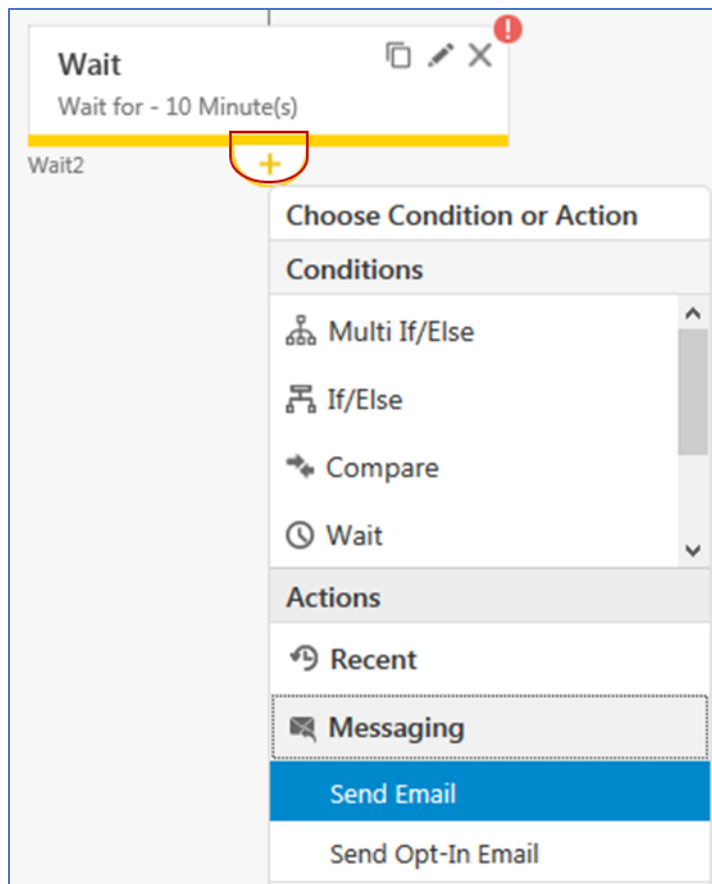 Wait
Wait for - 10 Minute(s)
Wait2
Choose Condition or Action
Conditions
Multi If/Else
If/Else
Compare
Wait
Actions
Recent
Messaging
Send Email
Send Opt-In Email